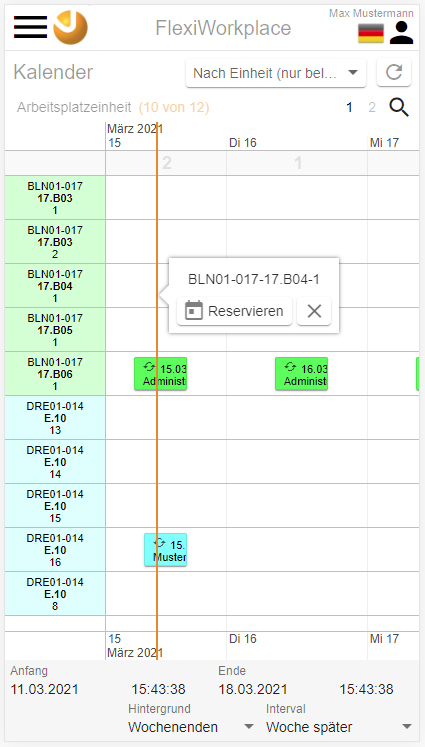 Max Mustermann
FlexiWorkplace
Kalender
Nach Einheit (nur bel...
Arbeitsplatzeinheit (10 von 12)
1 2
März 2021
15 Di 16 Mi 17
2 1
BLN01-017
17.B03
1
BLN01-017
17.B03
2
BLN01-017
17.B04
1
BLN01-017-17.B04-1
Reservieren
BLN01-017
17.B05
1
BLN01-017
17.B06
1
15.03
Administ
16.03
Administ
DRE01-014
E.10
13
DRE01-014
E.10
14
DRE01-014
E.10
15
DRE01-014
E.10
16
15.
Muster
DRE01-014
E.10
8
15 Di 16 Mi 17
März 2021
Anfang Ende
11.03.2021 15:43:38 18.03.2021 15:43:38
Hintergrund Interval
Wochenenden Woche später